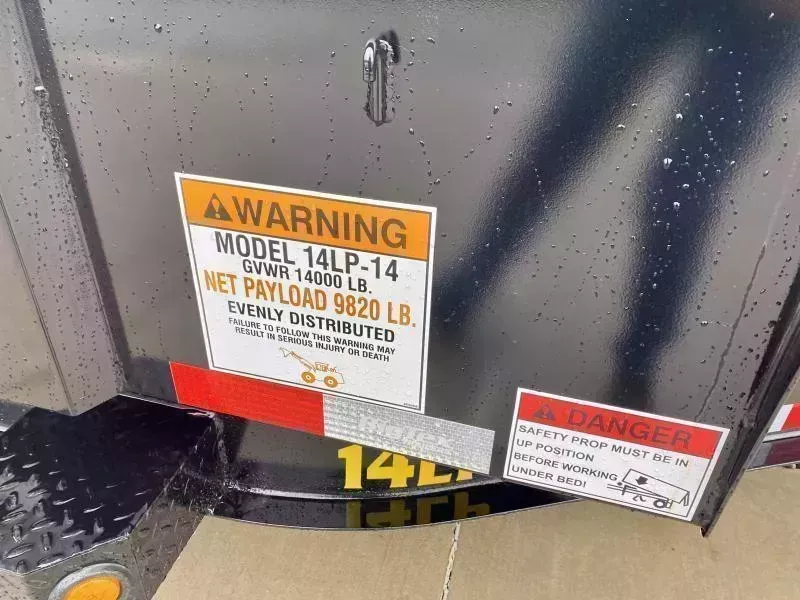 WARNING
MODEL 14LP-14
GVWR 14000 LB.
NET PAYLOAD 9820 LB.
EVENLY DISTRIBUTED
FAILURE TO FOLLOW THIS WARNING MAY
RESULT IN SERIOUS INJURY OR DEATH
14L
DANGER
SAFETY PROP MUST BE IN
UP POSITION
BEFORE WORKING
UNDER BED!